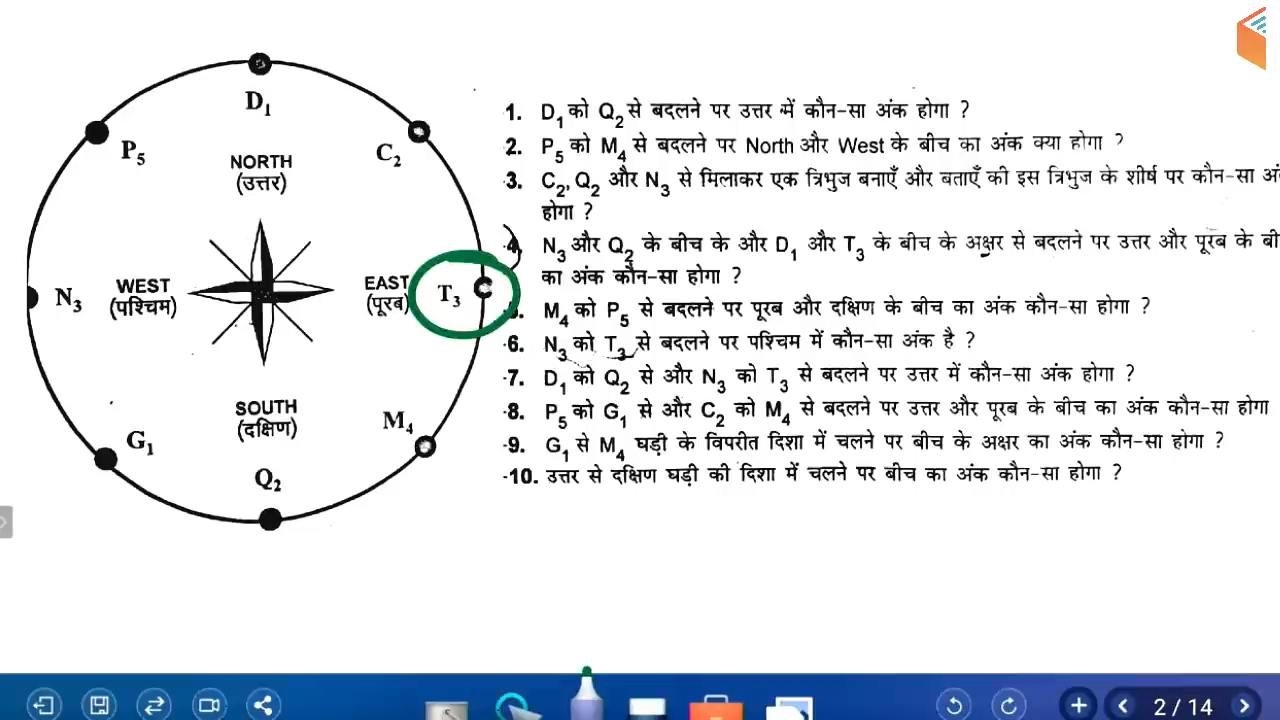 D1
P5
C2
NORTH
(उत्तर)
N3
WEST
(पश्चिम)
EAST
(पूरब)
T3
SOUTH
(दक्षिण)
M4
G1
Q2
1. D1 को Q2 से बदलने पर उत्तर में कौन-सा अंक होगा ?
2. P5 को M4 से बदलने पर North और West के बीच का अंक क्या होगा ?
3. C2, Q2 और N3 से मिलाकर एक त्रिभुज बनाएँ और बताएँ की इस त्रिभुज के शीर्ष पर कौन-सा
होगा ?
4. N3 और Q2 के बीच के और D1 और T3 के बीच के अक्षर से बदलने पर उत्तर और पूरब के
का अंक कौन-सा होगा ?
5. M4 को P5 से बदलने पर पूरब और दक्षिण के बीच का अंक कौन-सा होगा ?
6. N3 को T3 से बदलने पर पश्चिम में कौन-सा अंक है ?
7. D1 को Q2 से और N3 को T3 से बदलने पर उत्तर में कौन-सा अंक होगा ?
8. P5 को G1 से और C2 को M4 से बदलने पर उत्तर और पूरब के बीच का अंक कौन-सा होगा
9. G1 से M4 घड़ी के विपरीत दिशा में चलने पर बीच के अक्षर का अंक कौन-सा होगा ?
10. उत्तर से दक्षिण घड़ी की दिशा में चलने पर बीच का अंक कौन-सा होगा ?
2 / 14